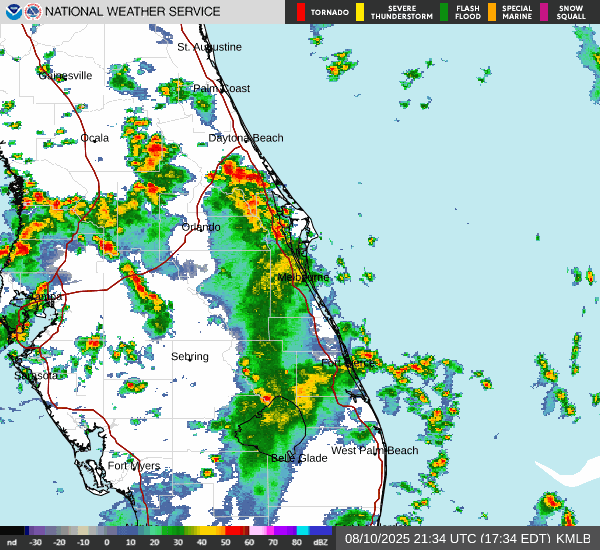 NATIONAL WEATHER SERVICE
TORNADO
SEVERE THUNDERSTORM
FLASH FLOOD
SPECIAL MARINE
SNOW SQUALL
St. Augustine
Gainesville
Palm Coast
Ocala
Daytona Beach
Orlando
Melbourne
Tampa
Sebring
Fort Pierce
Sarasota
West Palm Beach
Belle Glade
Fort Myers
nd -30 -20 -10 0 10 20 30 40 50 60 70 80 dBZ
08/10/2025 21:34 UTC (17:34 EDT) KMLB